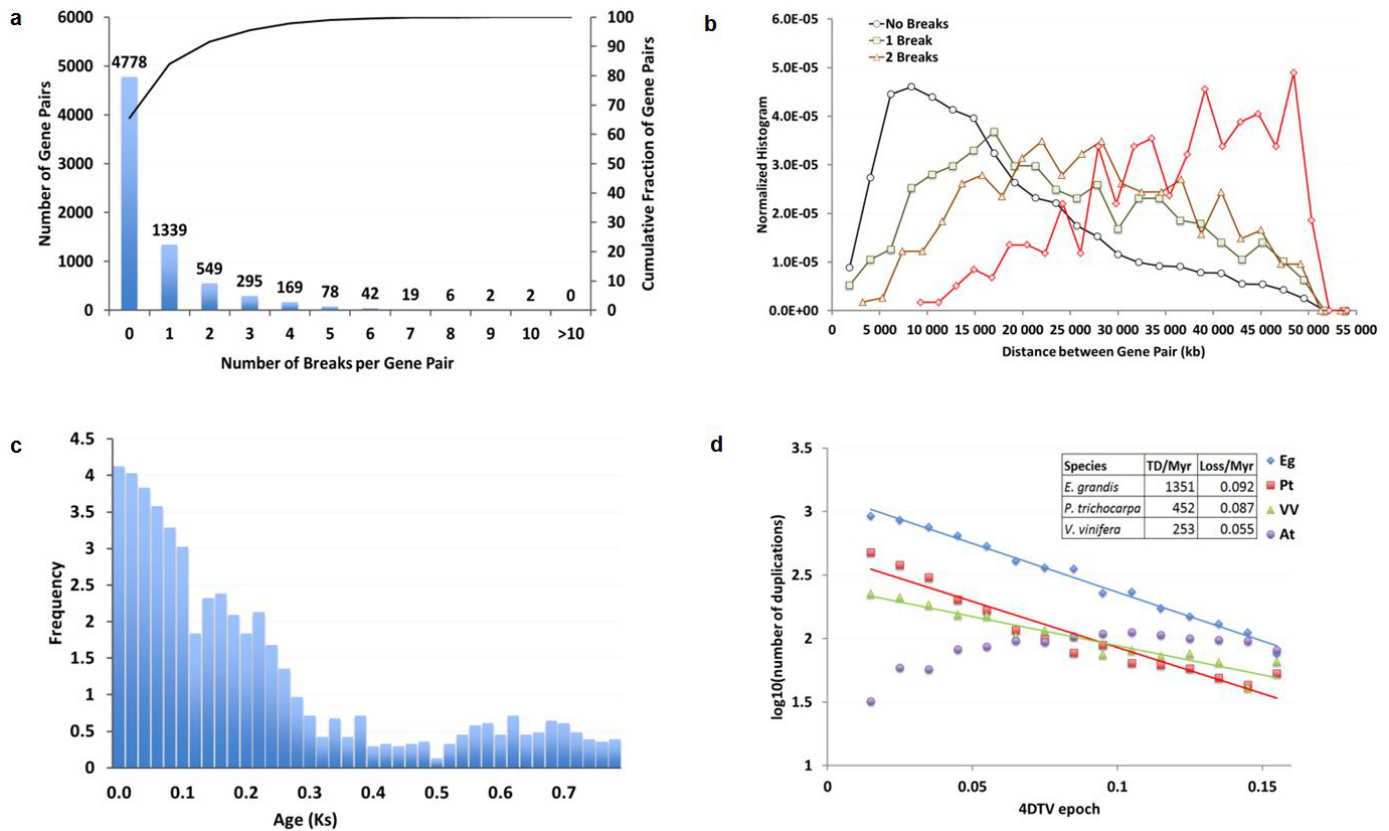 a
Number of Gene Pairs
6000
5000
4000
3000
2000
1000
0
4778
1339
549
295
169
78
42
19
6
2
2
0
0 1 2 3 4 5 6 7 8 9 10 >10
Number of Breaks per Gene Pair
100
90
80
70
60
50
40
30
20
10
0
Cumulative Fraction of Gene Pairs
b
Normalized Histogram
6.0E-05
5.0E-05
4.0E-05
3.0E-05
2.0E-05
1.0E-05
0.0E+00
No Breaks
1 Break
2 Breaks
0 5 000 10 000 15 000 20 000 25 000 30 000 35 000 40 000 45 000 50 000 55 000
Distance between Gene Pair (kb)
c
Frequency
4.5
4
3.5
3
2.5
2
1.5
1
0.5
0
0.0 0.1 0.2 0.3 0.4 0.5 0.6 0.7
Age (Ks)
d
log10(number of duplications)
3.5
3
2.5
2
1.5
1
Species TD/Myr Loss/Myr
E. grandis 1351 0.092
P. trichocarpa 452 0.087
V. vinifera 253 0.055
Eg
Pt
VV
At
0 0.05 0.1 0.15
4DTV epoch